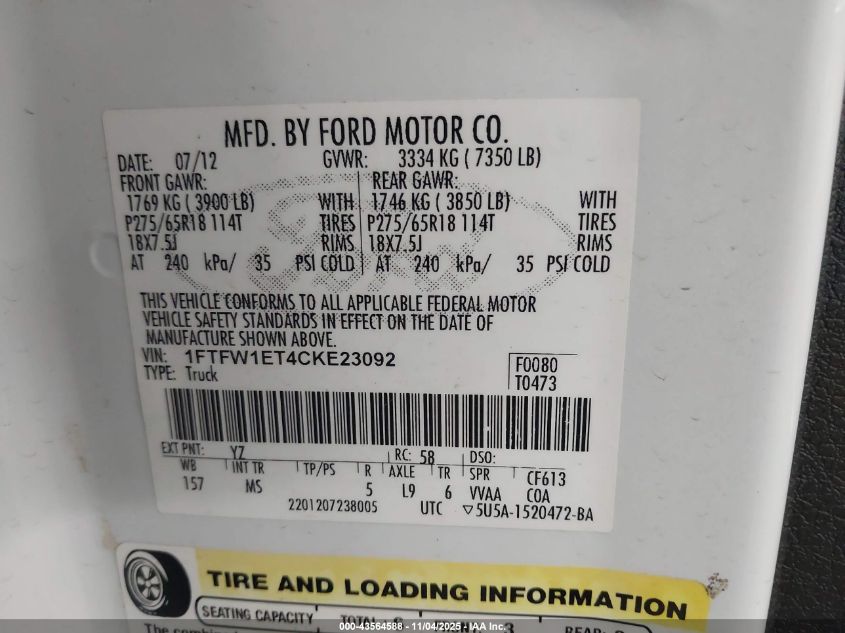 MFD. BY FORD MOTOR CO.
DATE: 07/12 GVWR: 3334 KG ( 7350 LB)
FRONT GAWR: REAR GAWR:
1769 KG ( 3900 LB) WITH 1746 KG ( 3850 LB) WITH
P275/65R18 114T TIRES P275/65R18 114T TIRES
18X7.5J RIMS 18X7.5J RIMS
AT 240 kPa/ 35 PSI COLD AT 240 kPa/ 35 PSI COLD
Ford
THIS VEHICLE CONFORMS TO ALL APPLICABLE FEDERAL MOTOR
VEHICLE SAFETY STANDARDS IN EFFECT ON THE DATE OF
MANUFACTURE SHOWN ABOVE.
VIN: 1FTFW1ET4CKE23092 F0080
TYPE: Truck T0473
EXT PNT: YZ RC: 58 DSO:
WB INT TR TP/PS R AXLE TR SPR CF613
157 MS 5 L9 6 VVAA COA
2201207238005 UTC ▽5U5A-1520472-BA
TIRE AND LOADING INFORMATION
SEATING CAPACITY TOTAL 3
The REAR
000-43564588 - 11/04/2025 - IAA Inc.